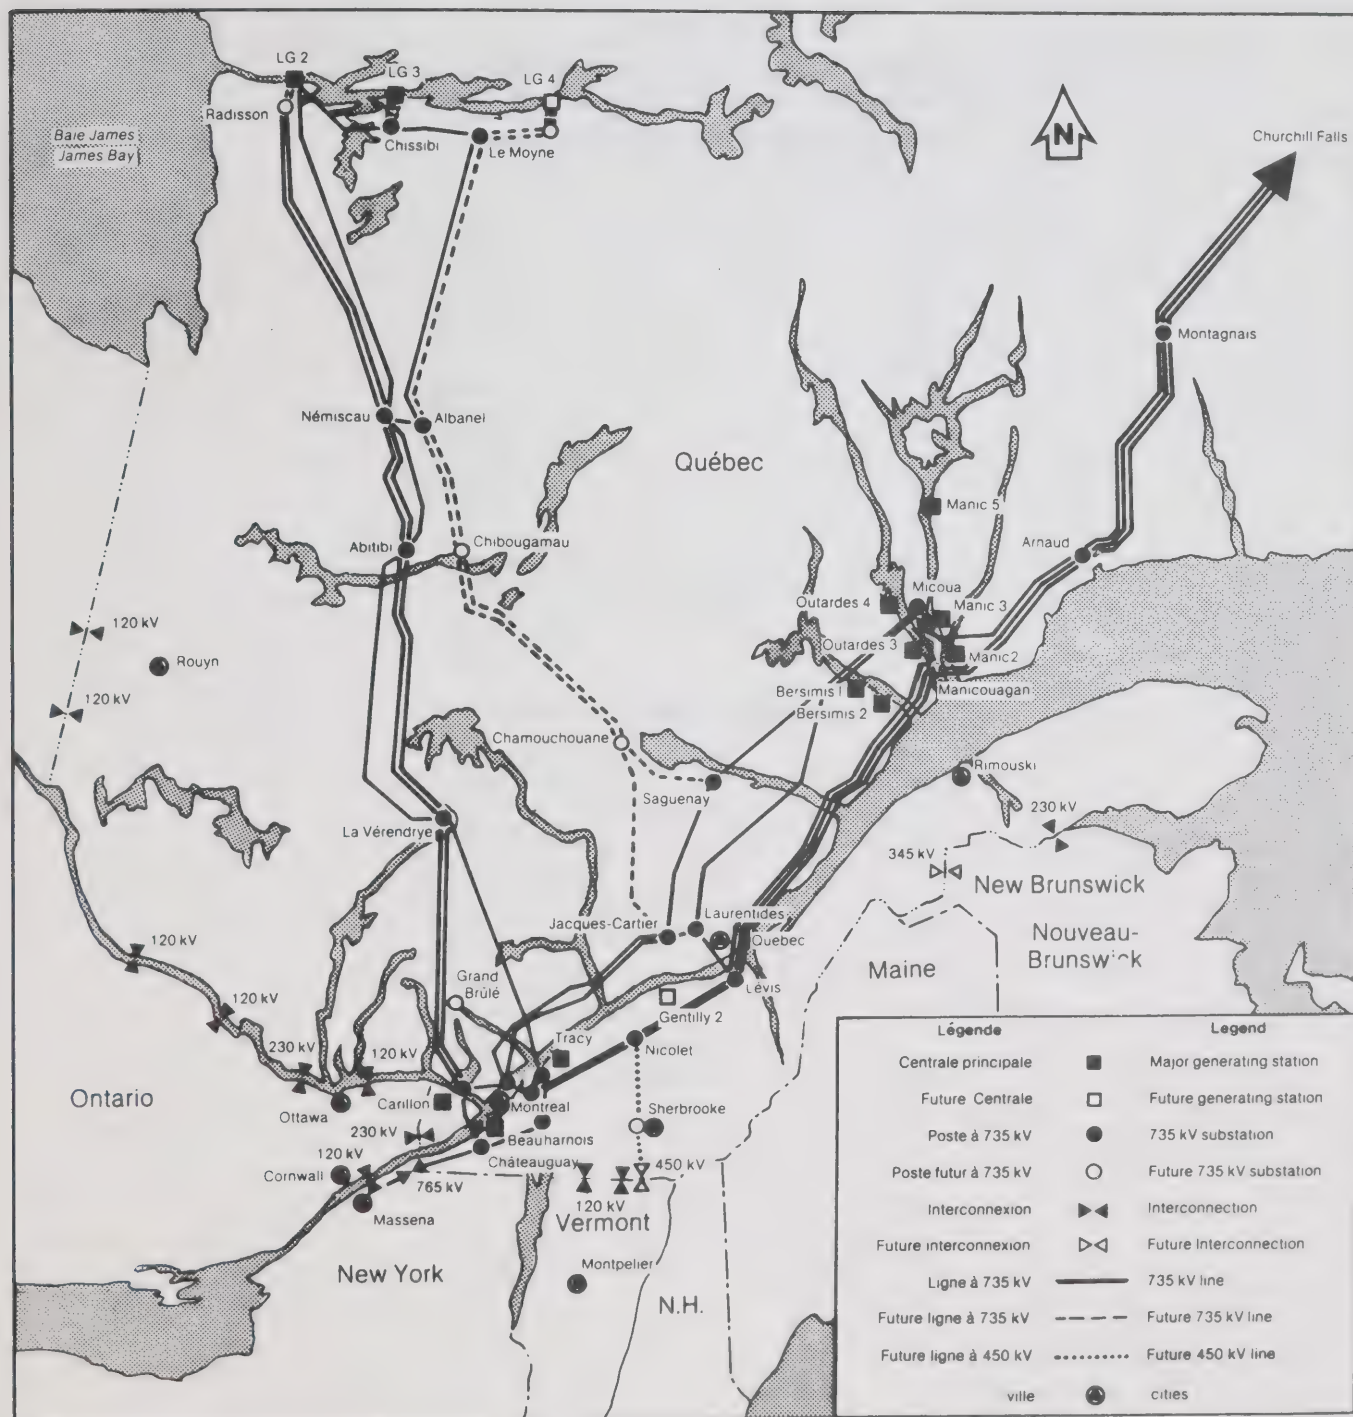 LG 2
LG 3
LG 4
Radisson
Baie James
James Bay
Chissibi
Le Moyne
N
Churchill Falls
Montagnais
Némiscau
Albanel
Québec
Manic 5
Abitibi
Chibougamau
Arnaud
Micoua
Outardes 4
Manic 3
120 kV
Rouyn
Outardes 3
Manic 2
Bersimis 1
Manicouagan
Bersimis 2
120 kV
Chamouchouane
Rimouski
Saguenay
230 kV
La Vérendrye
345 kV
New Brunswick
Laurentides
Jacques-Cartier
Québec
Nouveau-
Brunswick
120 kV
Maine
Grand
Brûlé
Lévis
120 kV
Gentilly 2
Tracy
Nicolet
230 kV
120 kV
Ontario
Ottawa
Carillon
Montreal
Sherbrooke
230 kV
Beauharnois
120 kV
Châteauguay
450 kV
Cornwall
765 kV
120 kV
Massena
Vermont
New York
Montpelier
N.H.
Légende Legend
Centrale principale Major generating station
Future Centrale Future generating station
Poste à 735 kV 735 kV substation
Poste futur à 735 kV Future 735 kV substation
Interconnexion Interconnection
Future interconnexion Future Interconnection
Ligne à 735 kV 735 kV line
Future ligne à 735 kV Future 735 kV line
Future ligne à 450 kV Future 450 kV line
ville cities